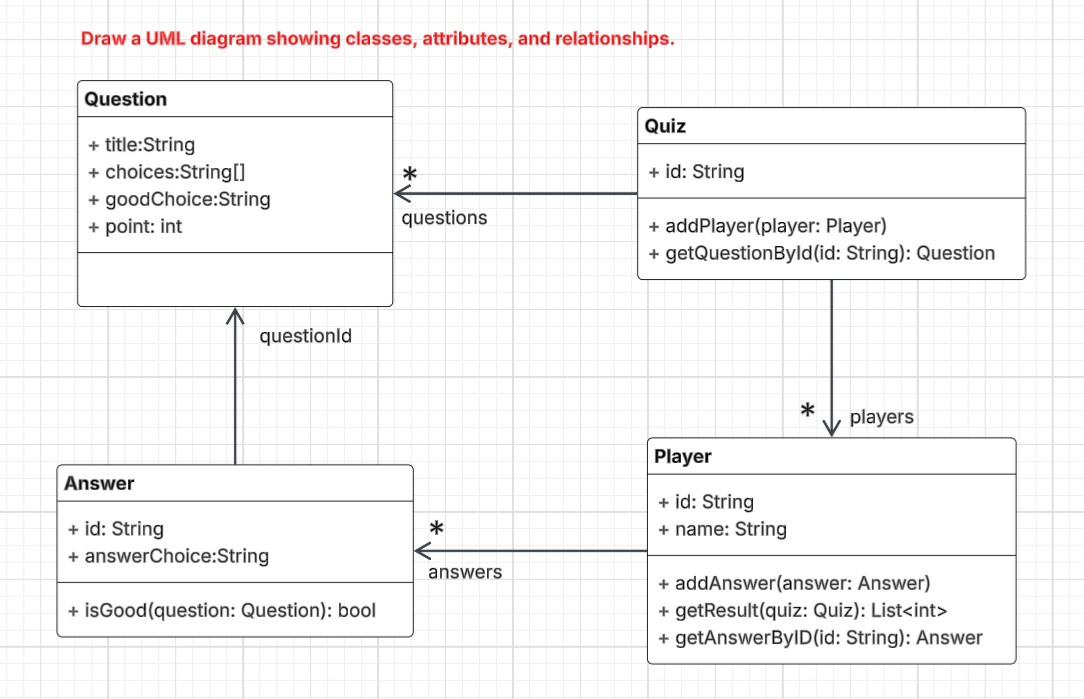 Draw a UML diagram showing classes, attributes, and relationships.
Question
+ title:String
+ choices:String[]
+ goodChoice:String
+ point: int
*
questions
Quiz
+ id: String
+ addPlayer(player: Player)
+ getQuestionById(id: String): Question
questionId
*
players
Answer
+ id: String
+ answerChoice:String
+ isGood(question: Question): bool
*
answers
Player
+ id: String
+ name: String
+ addAnswer(answer: Answer)
+ getResult(quiz: Quiz): List<int>
+ getAnswerByID(id: String): Answer